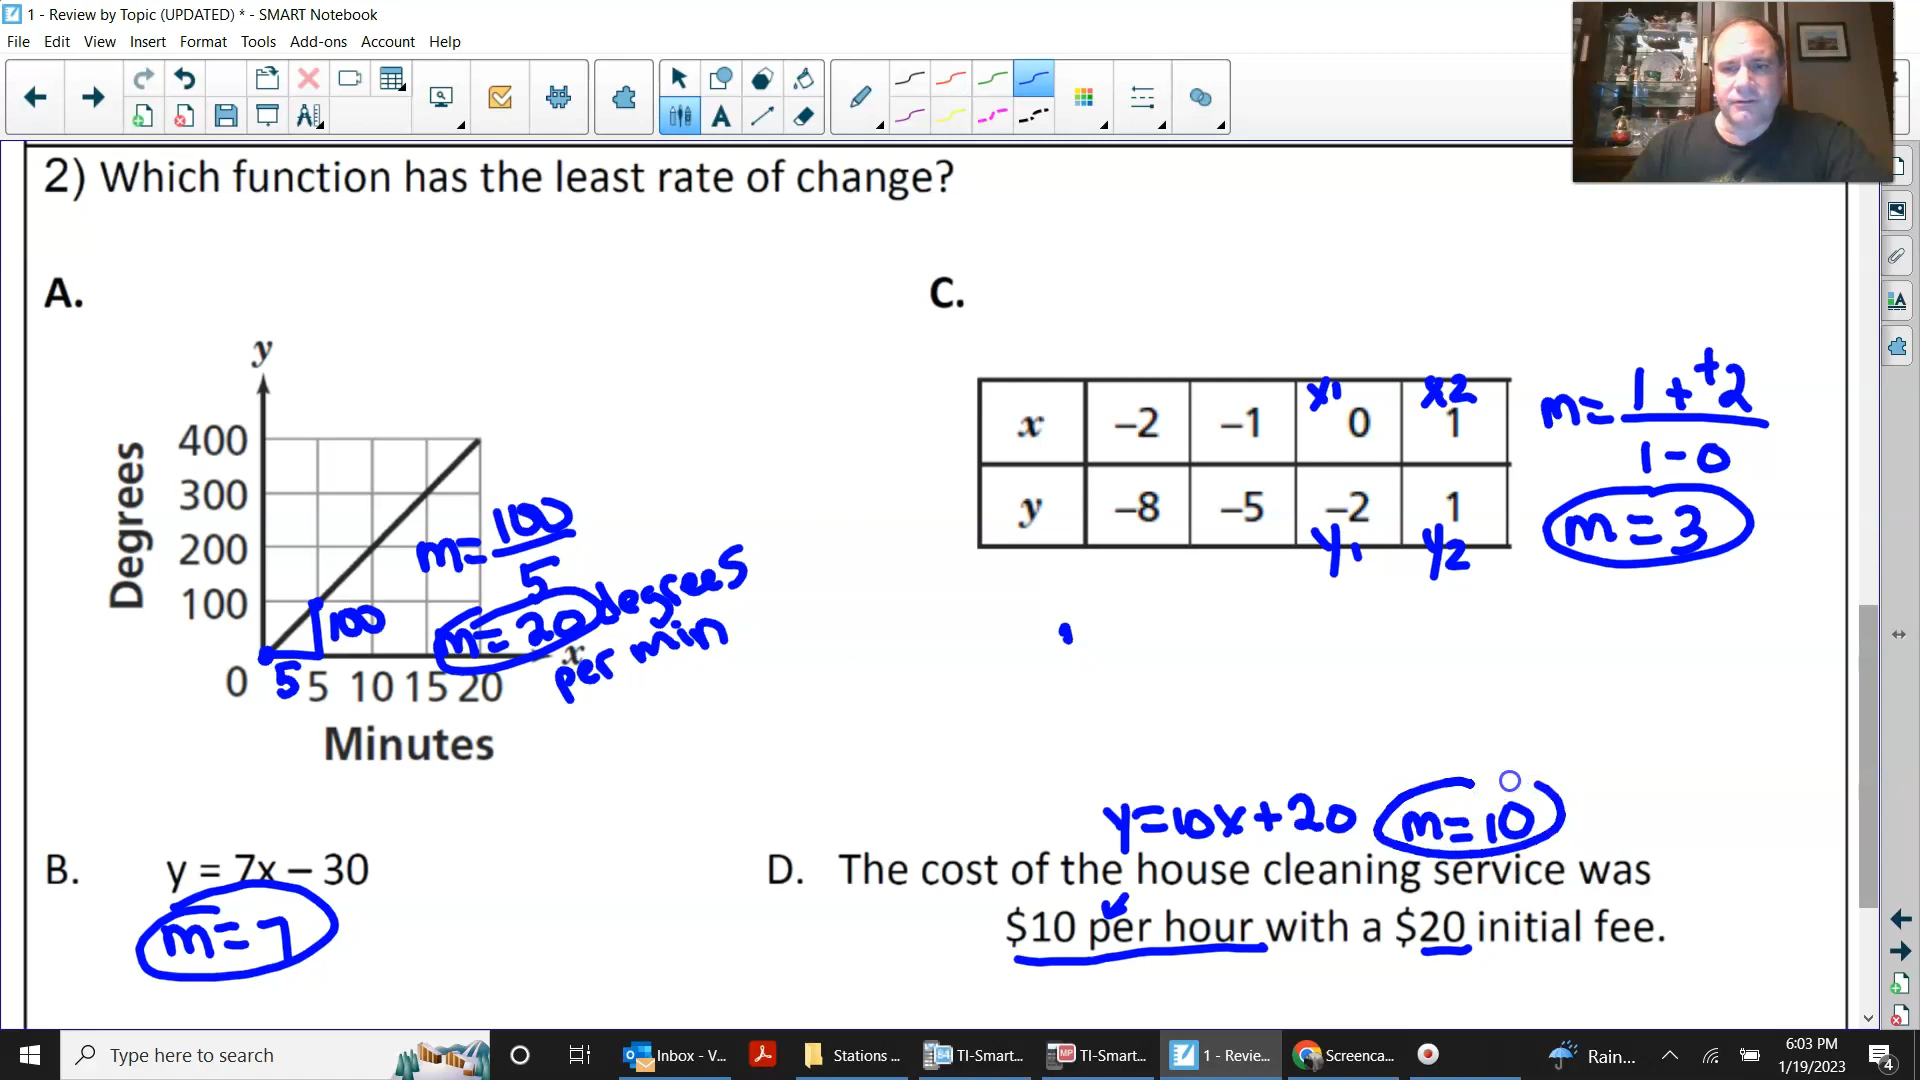 1 - Review by Topic (UPDATED) * - SMART Notebook
File Edit View Insert Format Tools Add-ons Account Help
2) Which function has the least rate of change?
A.
y
Degrees
400
300
200
100
0 5 10 15 20
x
Minutes
100
5
m = 100/5
m = 20 degrees
per min
C.
x1 x2
x -2 -1 0 1
y -8 -5 -2 1
y1 y2
m = 1 + +2
1 - 0
m = 3
B. y = 7x – 30
m = 7
y = 10x + 20 m = 10
D. The cost of the house cleaning service was
$10 per hour with a $20 initial fee.
Type here to search
Inbox - V...
Stations ...
TI-Smart...
TI-Smart...
1 - Revie...
Screenca...
Rain...
6:03 PM
1/19/2023
4